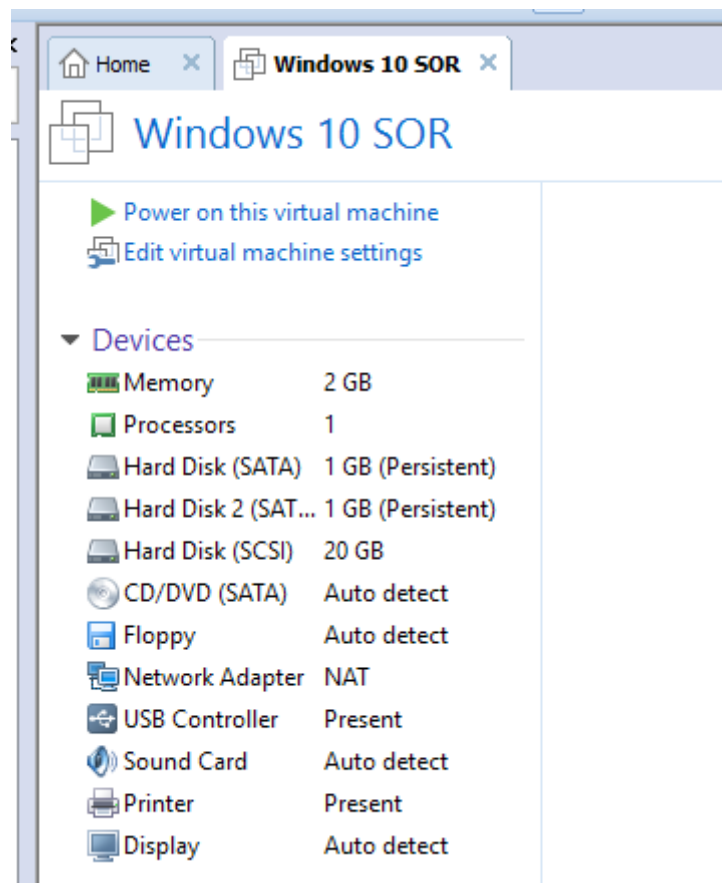 Home
Windows 10 SOR
Windows 10 SOR
Power on this virtual machine
Edit virtual machine settings
Devices
Memory 2 GB
Processors 1
Hard Disk (SATA) 1 GB (Persistent)
Hard Disk 2 (SAT... 1 GB (Persistent)
Hard Disk (SCSI) 20 GB
CD/DVD (SATA) Auto detect
Floppy Auto detect
Network Adapter NAT
USB Controller Present
Sound Card Auto detect
Printer Present
Display Auto detect